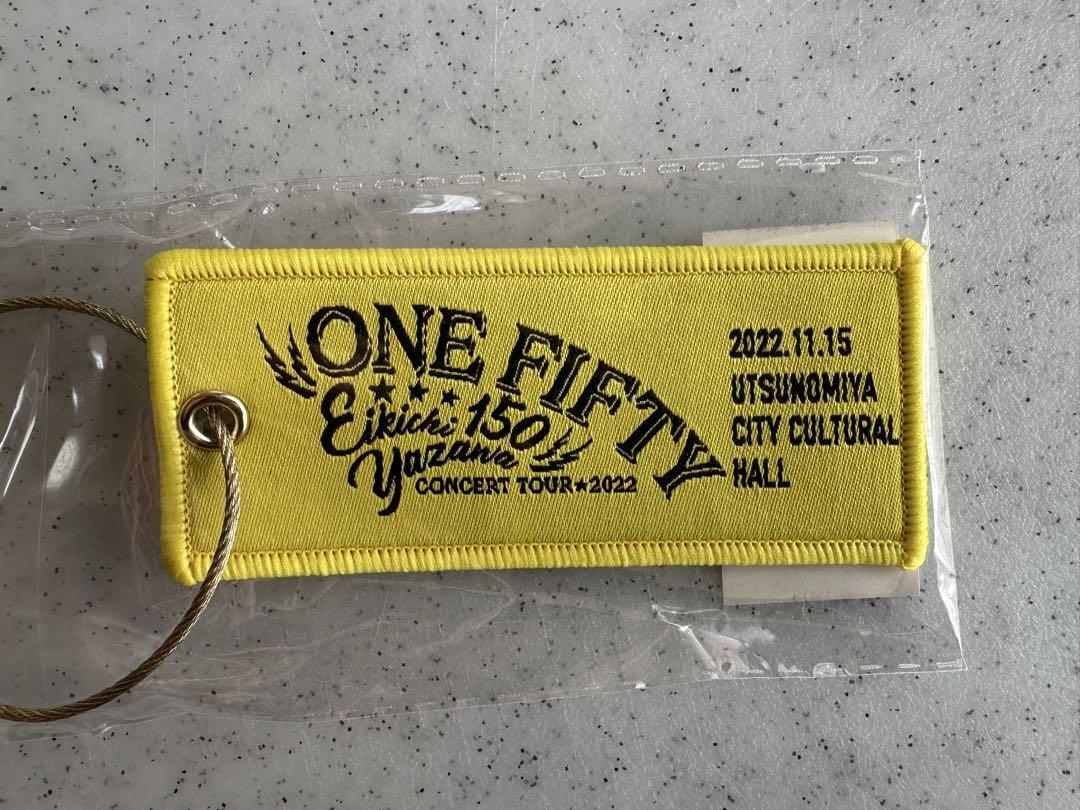 ONE FIFTY
Eikichi 150
Yazawa
CONCERT TOUR★2022
2022.11.15
UTSUNOMIYA
CITY CULTURAL
HALL